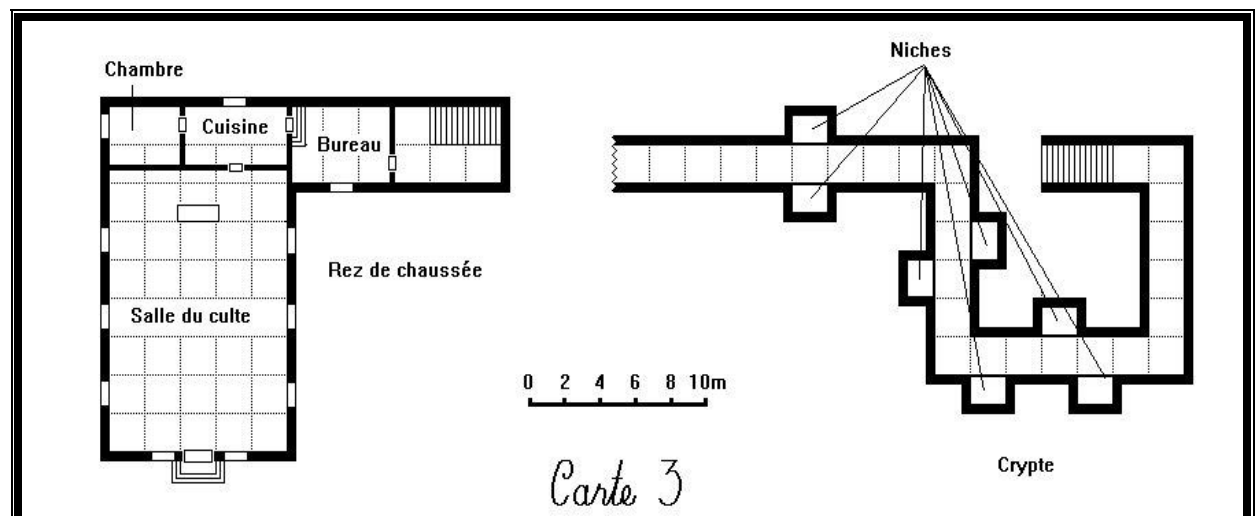 Niches
Chambre
Cuisine
Bureau
Rez de chaussée
Salle du culte
0 2 4 6 8 10m
Crypte
Carte 3